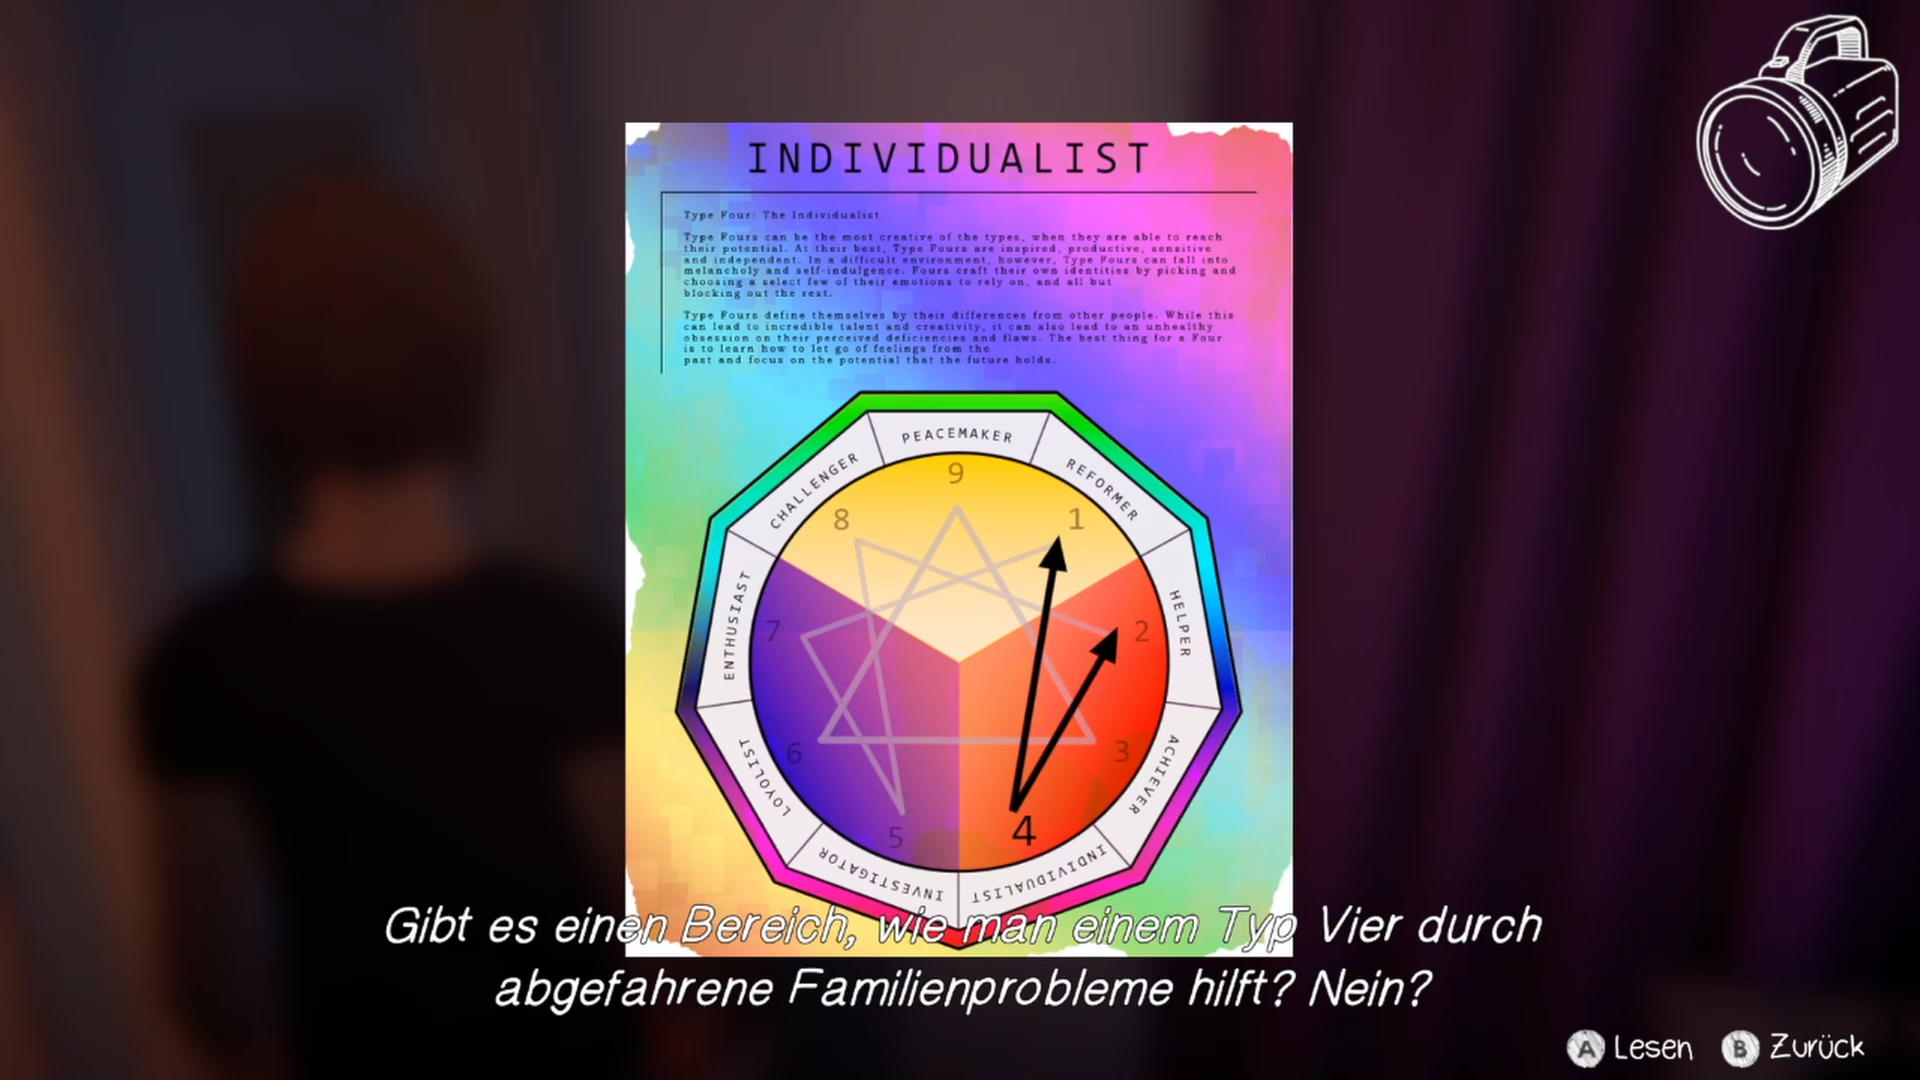 INDIVIDUALIST
Type Four: The Individualist
Type Fours can be the most creative of the types, when they are able to reach
their potential. At their best, Type Fours are inspired, productive, sensitive
and independent. In a difficult environment, however, Type Fours can fall into
melancholy and self-indulgence. Fours craft their own identities by picking and
choosing a select few of their emotions to rely on, and all but
blocking out the rest.
Type Fours define themselves by their differences from other people. While this
can lead to incredible talent and creativity, it can also lead to an unhealthy
obsession on their perceived deficiencies and flaws. The best thing for a Four
is to learn how to let go of feelings from the
past and focus on the potential that the future holds.
PEACEMAKER
9
CHALLENGER
8
REFORMER
1
ENTHUSIAST
7
HELPER
2
LOYOLIST
6
ACHIEVER
3
INVESTIGATOR
5
INDIVIDUALIST
4
Gibt es einen Bereich, wie man einem Typ Vier durch
abgefahrene Familienprobleme hilft? Nein?
A Lesen B Zurück